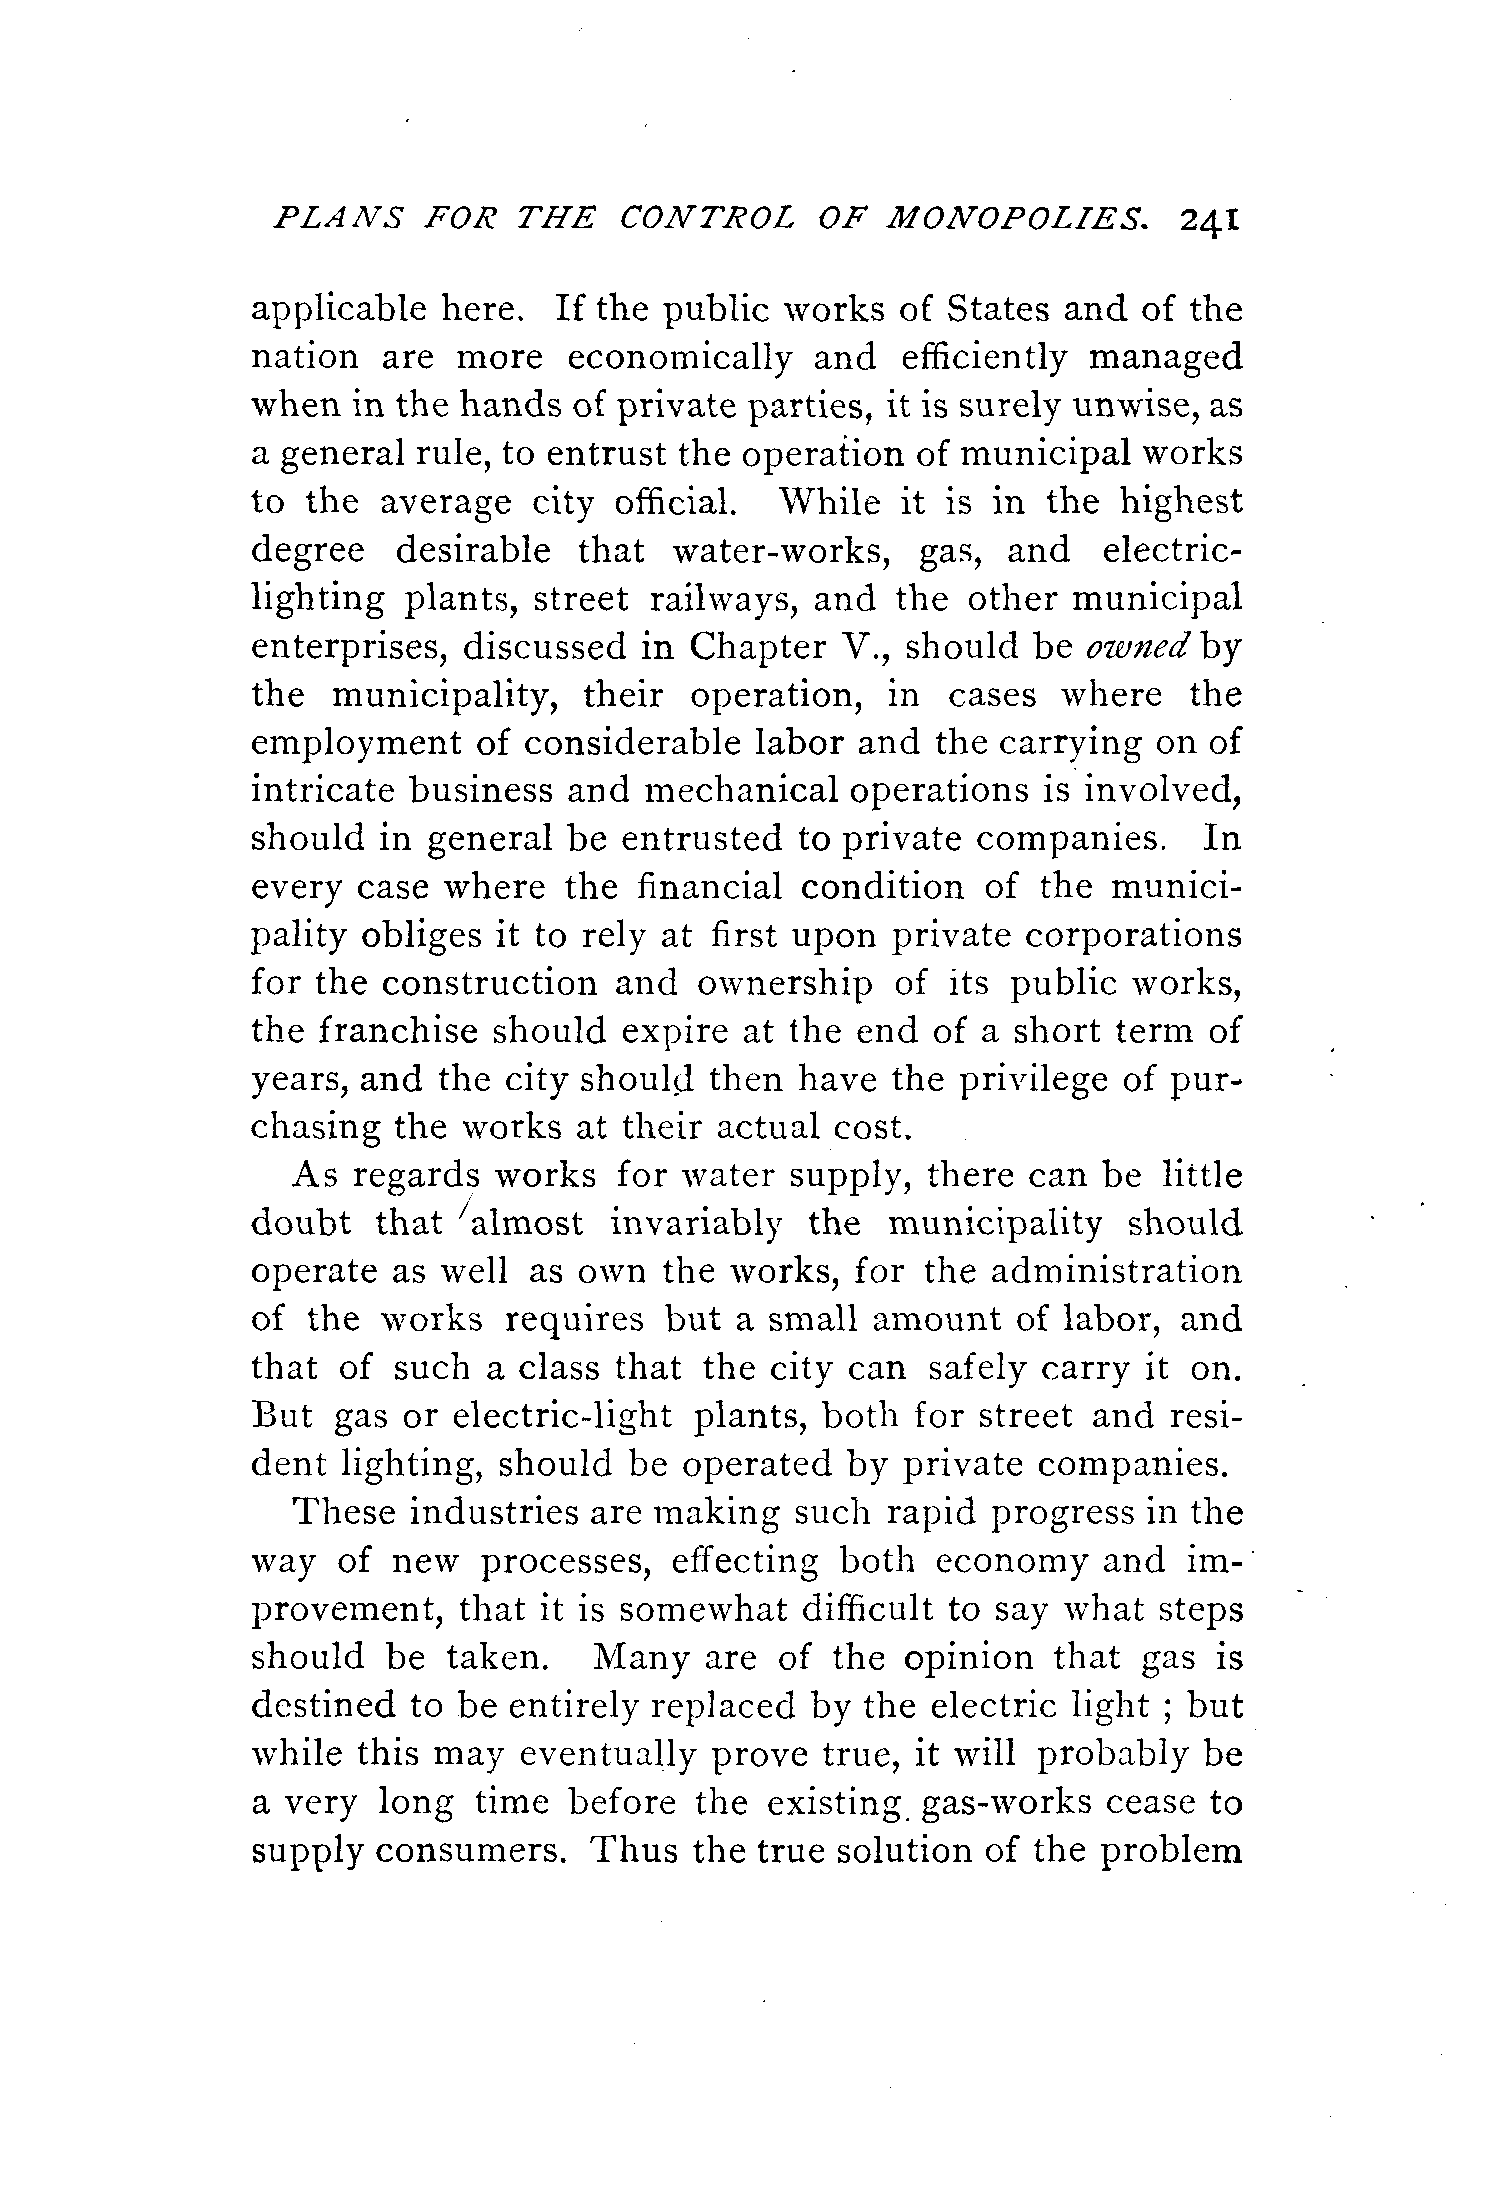 PLANS FOR THE CONTROL OF MONOPOLIES. 241
applicable here. If the public works of States and of the
nation are more economically and efficiently managed
when in the hands of private parties, it is surely unwise, as
a general rule, to entrust the operation of municipal works
to the average city official. While it is in the highest
degree desirable that water-works, gas, and electric-
lighting plants, street railways, and the other municipal
enterprises, discussed in Chapter V., should be owned by
the municipality, their operation, in cases where the
employment of considerable labor and the carrying on of
intricate business and mechanical operations is involved,
should in general be entrusted to private companies. In
every case where the financial condition of the munici-
pality obliges it to rely at first upon private corporations
for the construction and ownership of its public works,
the franchise should expire at the end of a short term of
years, and the city should then have the privilege of pur-
chasing the works at their actual cost.
As regards works for water supply, there can be little
doubt that almost invariably the municipality should
operate as well as own the works, for the administration
of the works requires but a small amount of labor, and
that of such a class that the city can safely carry it on.
But gas or electric-light plants, both for street and resi-
dent lighting, should be operated by private companies.
These industries are making such rapid progress in the
way of new processes, effecting both economy and im-
provement, that it is somewhat difficult to say what steps
should be taken. Many are of the opinion that gas is
destined to be entirely replaced by the electric light ; but
while this may eventually prove true, it will probably be
a very long time before the existing gas-works cease to
supply consumers. Thus the true solution of the problem